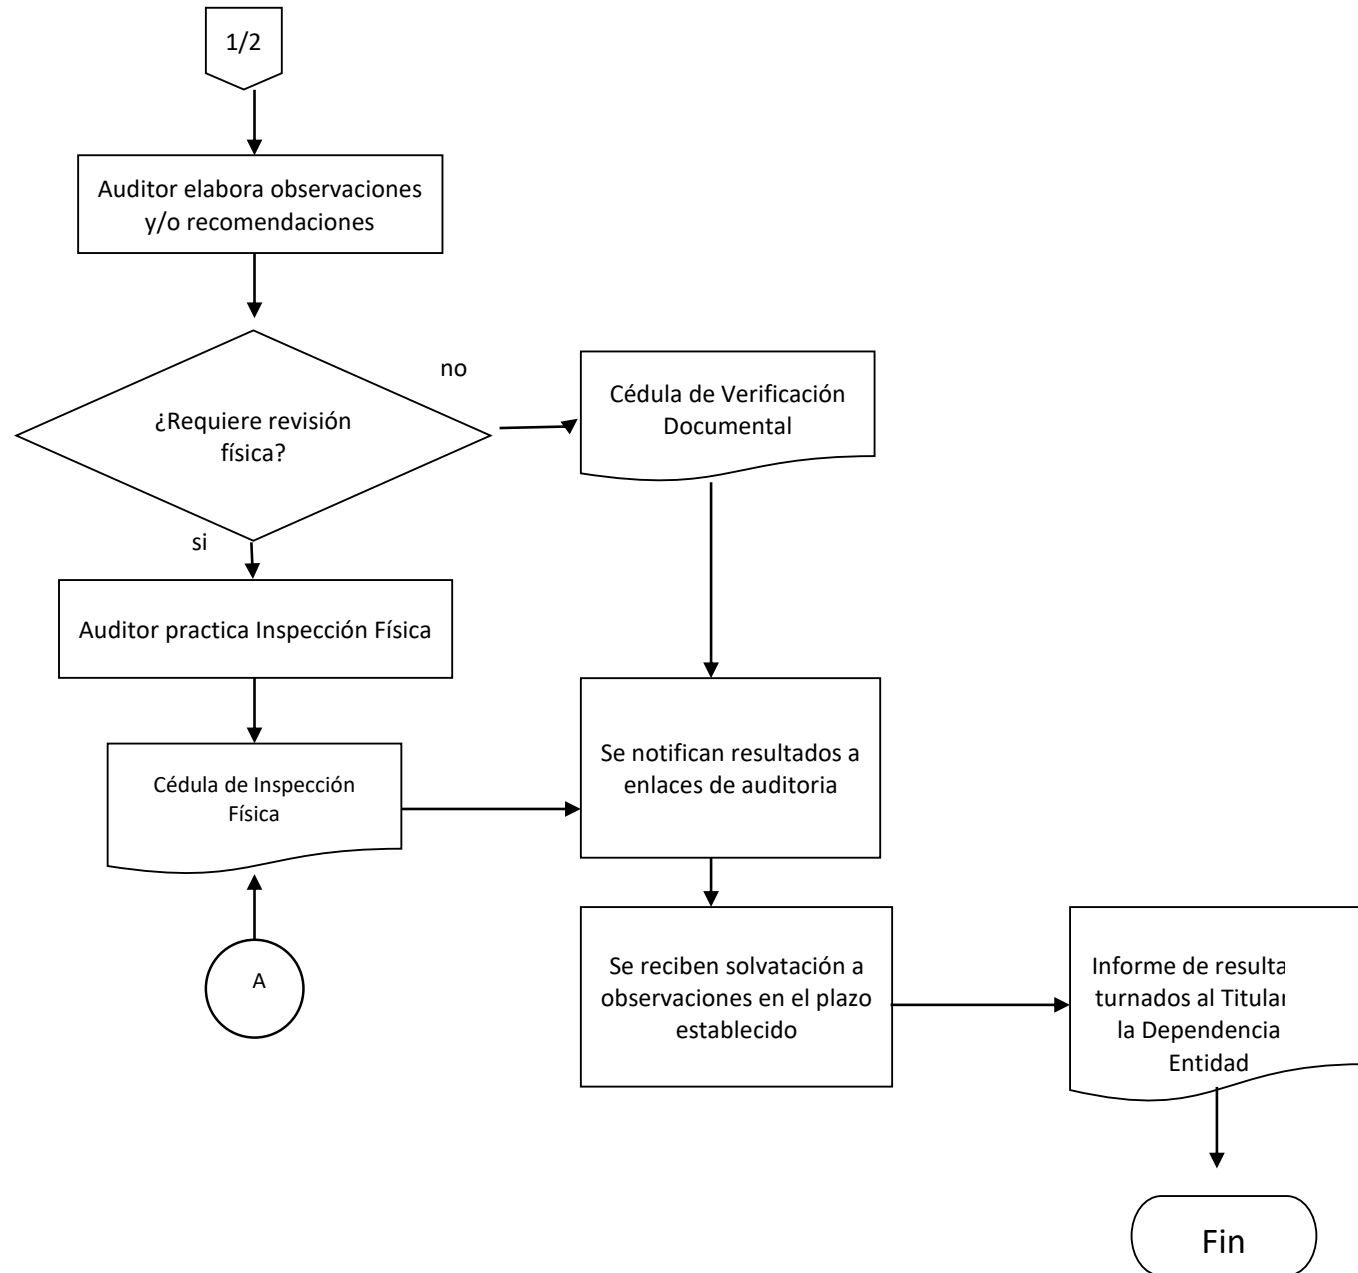 1/2
Auditor elabora observaciones
y/o recomendaciones
no
¿Requiere revisión
física?
Cédula de Verificación
Documental
si
Auditor practica Inspección Física
Se notifican resultados a
enlaces de auditoria
Cédula de Inspección
Física
A
Se reciben solvatación a
observaciones en el plazo
establecido
Informe de resulta
turnados al Titular
la Dependencia
Entidad
Fin